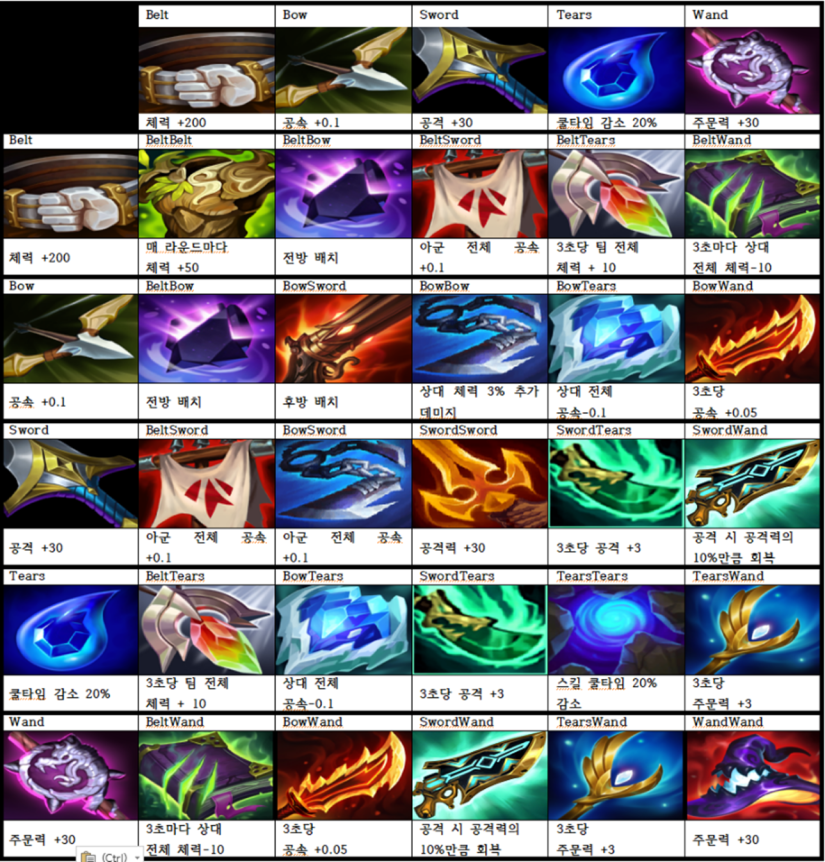 Belt Bow Sword Tears Wand
체력 +200 공속 +0.1 공격 +30 쿨타임 감소 20% 주문력 +30
Belt BeltBelt BeltBow BeltSword BeltTears BeltWand
체력 +200
매 라운드마다
체력 +50
전방 배치
아군 전체 공속
+0.1
3초당 팀 전체
체력 + 10
3초마다 상대
전체 체력-10
Bow BeltBow BowSword BowBow BowTears BowWand
공속 +0.1
전방 배치
후방 배치
상대 체력 3% 추가
데미지
상대 전체
공속-0.1
3초당
공속 +0.05
Sword BeltSword BowSword SwordSword SwordTears SwordWand
공격 +30
아군 전체 공속
+0.1
아군 전체 공속
+0.1
공격력 +30
3초당 공격 +3
공격 시 공격력의
10%만큼 회복
Tears BeltTears BowTears SwordTears TearsTears TearsWand
쿨타임 감소 20%
3초당 팀 전체
체력 + 10
상대 전체
공속-0.1
3초당 공격 +3
스킬 쿨타임 20%
감소
3초당
주문력 +3
Wand BeltWand BowWand SwordWand TearsWand WandWand
주문력 +30
3초마다 상대
전체 체력-10
3초당
공속 +0.05
공격 시 공격력의
10%만큼 회복
3초당
주문력 +3
주문력 +30
(Ctrl)